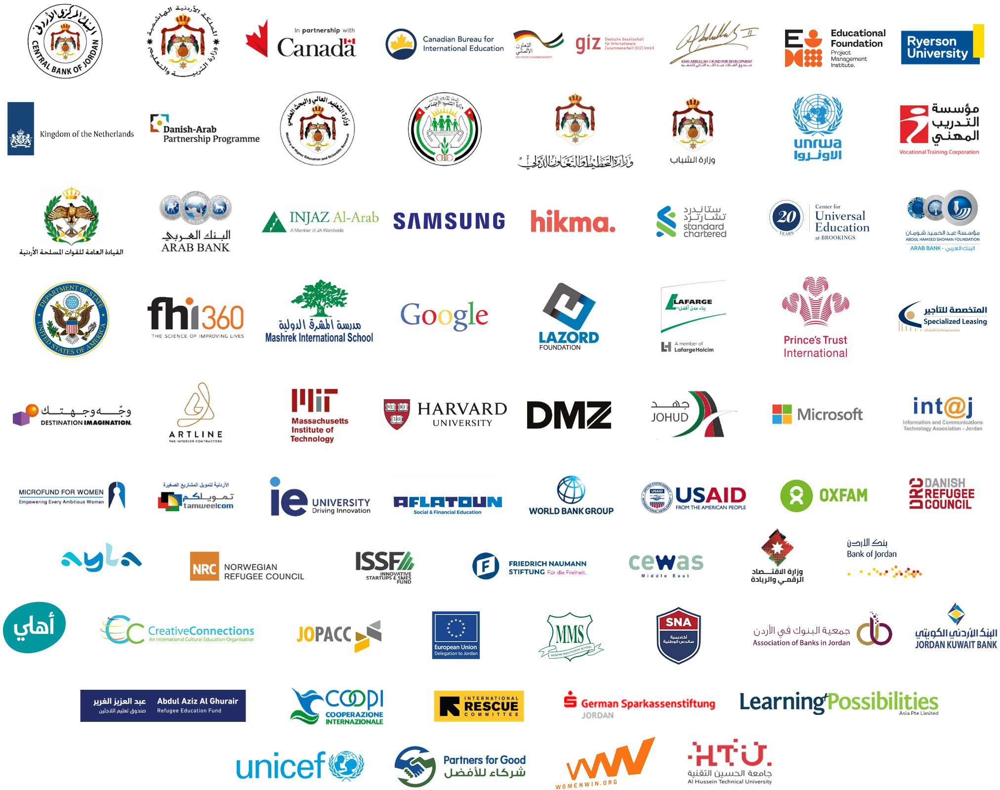 البنك المركزي الأردني
CENTRAL BANK OF JORDAN
المملكة الأردنية الهاشمية
وزارة التربية والتعليم
In partnership with
Canada
Canadian Bureau for
International Education
التعاون
الألماني
DEUTSCHE ZUSAMMENARBEIT
giz
Deutsche Gesellschaft
für Internationale
Zusammenarbeit (GIZ) GmbH
KING ABDULLAH II FUND FOR DEVELOPMENT
صندوق الملك عبد الله الثاني للتنمية
Educational
Foundation
Project
Management
Institute.
Ryerson
University
Kingdom of the Netherlands
Danish-Arab
Partnership Programme
وزارة التعليم العالي والبحث العلمي
Ministry of Higher Education and Scientific Research
وزارة التنمية الاجتماعية
وزارة التخطيط والتعاون الدولي
وزارة الشباب
unrwa
الاونروا
مؤسسة
التدريب
المهني
Vocational Training Corporation
القيادة العامة للقوات المسلحة الأردنية
البنك العربي
ARAB BANK
INJAZ Al-Arab
A Member of JA Worldwide
SAMSUNG
hikma.
ستاندرد
تشارترد
standard
chartered
20
YEARS
Center for
Universal
Education
at BROOKINGS
مؤسسة عبد الحميد شومان
ABDUL HAMEED SHOMAN FOUNDATION
ARAB BANK - البنك العربي
DEPARTMENT OF STATE
UNITED STATES OF AMERICA
fhi360
THE SCIENCE OF IMPROVING LIVES
مدرسة المشرق الدولية
Mashrek International School
Google
LAZORD
FOUNDATION
LAFARGE
بناء مدن أفضل
A member of
LafargeHolcim
Prince's Trust
International
المتخصصة للتأجير
Specialized Leasing
عضو مجموعة بنك الإسكان
وجّه وجهتك
DESTINATION IMAGINATION.
ARTLINE
THE INTERIOR CONTRACTORS
MIT
Massachusetts
Institute of
Technology
VE RI
TAS
HARVARD
UNIVERSITY
DMZ
جهد
JOHUD
Microsoft
int@j
Information and Communications
Technology Association - Jordan
MICROFUND FOR WOMEN
Empowering Every Ambitious Woman
الأردنية لتمويل المشاريع الصغيرة
تمويلكم
tamweelcom
ie UNIVERSITY
Driving Innovation
AFLATOUN
Social & Financial Education
WORLD BANK GROUP
UNITED STATES AGENCY
INTERNATIONAL DEVELOPMENT
USAID
USAID
FROM THE AMERICAN PEOPLE
OXFAM
DRC
DANISH
REFUGEE
COUNCIL
ayla
NRC
NORWEGIAN
REFUGEE COUNCIL
ISSF
INNOVATIVE
STARTUPS & SMES
FUND
F
FRIEDRICH NAUMANN
STIFTUNG Für die Freiheit.
cewas
Middle East
وزارة الاقتصاد
الرقمي والريادة
بنك الاردن
Bank of Jordan
أهلي
CreativeConnections
An International Cultural Education Organization
JOPACC
European Union
Delegation to Jordan
MMS
MODERN MONTESSORI SCHOOL
SNA
أكاديمية
ساندس الوطنية
جمعية البنوك في الأردن
Association of Banks in Jordan
البنك الأردني الكويتي
JORDAN KUWAIT BANK
عبد العزيز الغرير
صندوق تعليم اللاجئين
Abdul Aziz Al Ghurair
Refugee Education Fund
COOPI
COOPERAZIONE
INTERNAZIONALE
INTERNATIONAL
RESCUE
COMMITTEE
German Sparkassenstiftung
JORDAN
Learning+Possibilities
Asia Pte Limited
unicef
Partners for Good
شركاء للأفضل
WOMENWIN.ORG
HTU
جامعة الحسين التقنية
Al Hussein Technical University